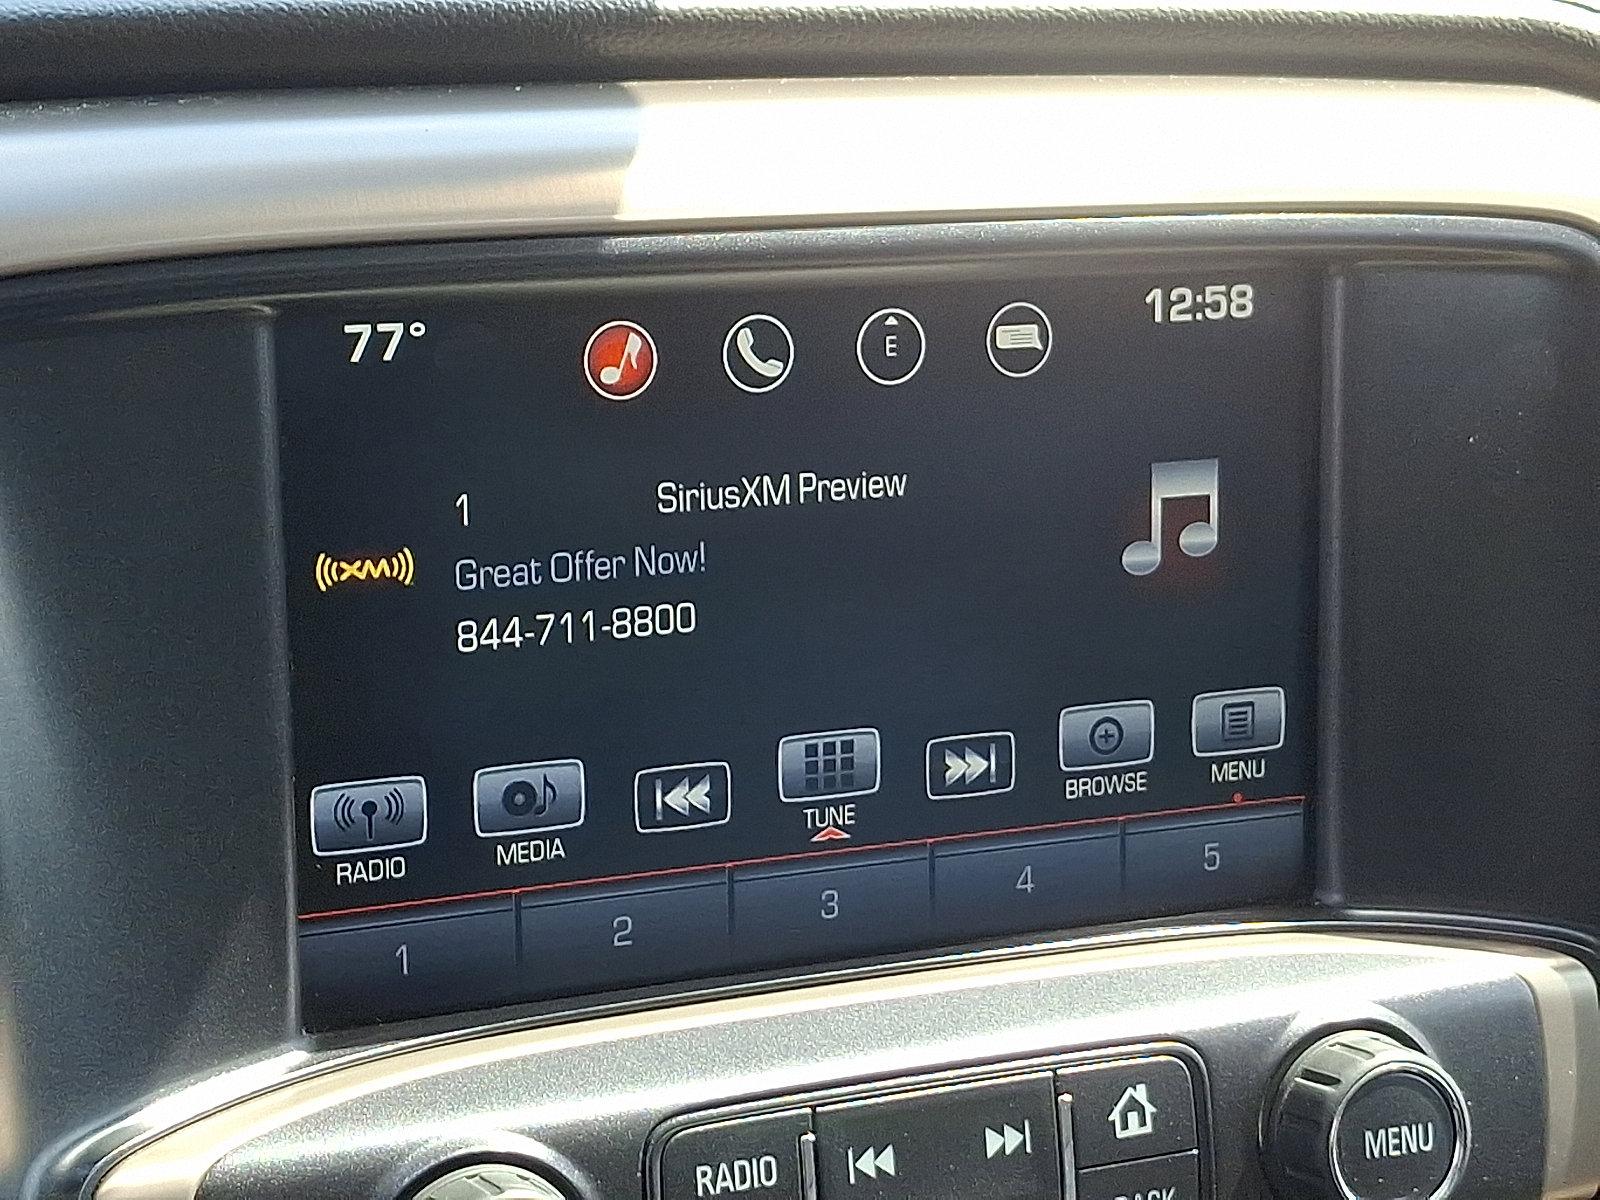 77° E 12:58
1 SiriusXM Preview
XM Great Offer Now!
844-711-8800
RADIO MEDIA TUNE BROWSE MENU
1 2 3 4 5
RADIO MENU
BACK